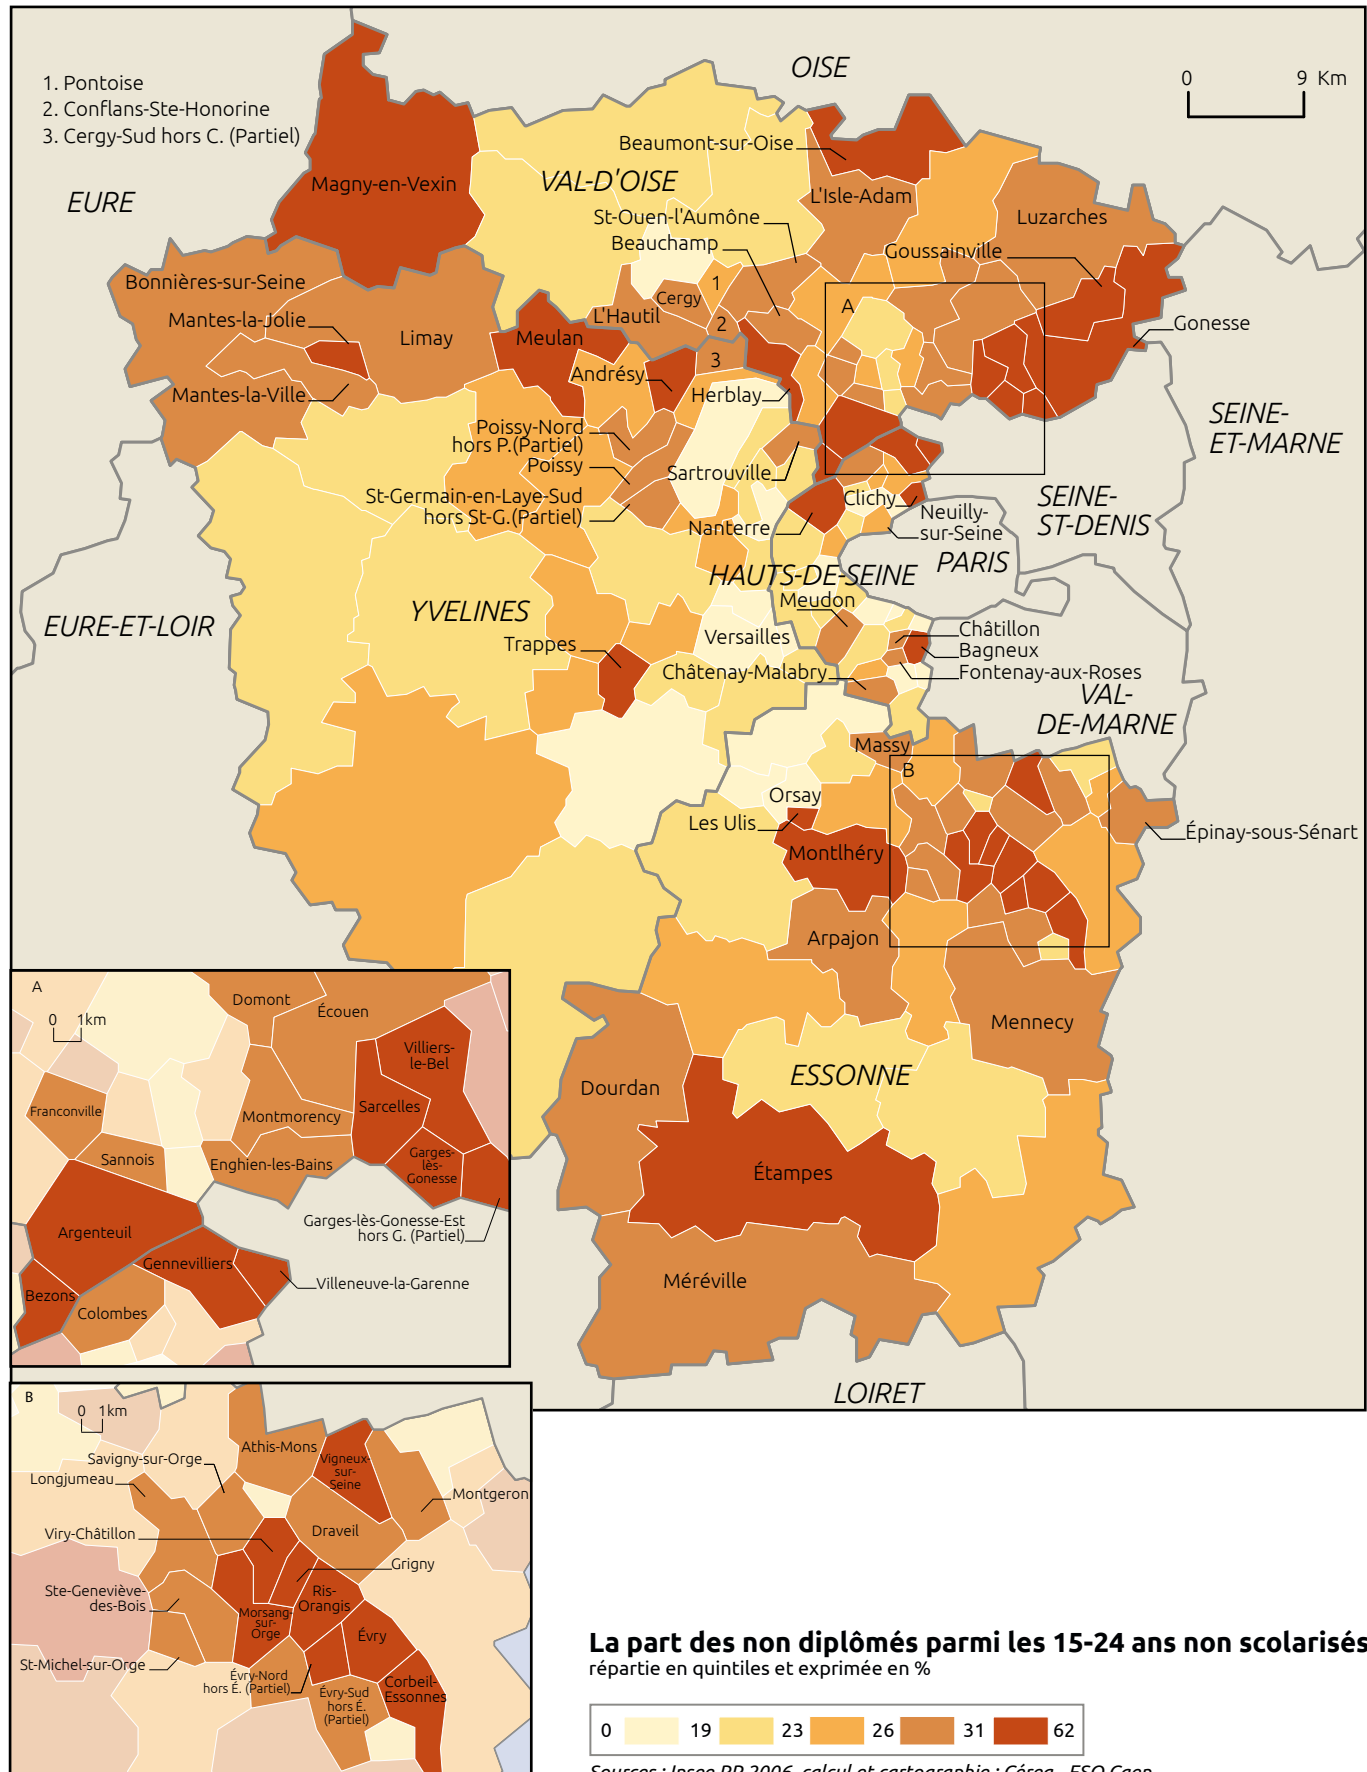 1. Pontoise
2. Conflans-Ste-Honorine
3. Cergy-Sud hors C. (Partiel)
OISE
0 9 Km
EURE
Magny-en-Vexin
VAL-D'OISE
Beaumont-sur-Oise
L'Isle-Adam
St-Ouen-l'Aumône
Beauchamp
Luzarches
Goussainville
Bonnières-sur-Seine
Cergy
1
L'Hautil
2
A
Mantes-la-Jolie
Limay
Meulan
Gonesse
3
Andrésy
Mantes-la-Ville
Herblay
SEINE-
ET-MARNE
Poissy-Nord
hors P.(Partiel)
Poissy
Sartrouville
St-Germain-en-Laye-Sud
hors St-G.(Partiel)
Clichy
SEINE-
ST-DENIS
Nanterre
Neuilly-
sur-Seine
PARIS
HAUTS-DE-SEINE
Meudon
YVELINES
EURE-ET-LOIR
Versailles
Châtillon
Trappes
Bagneux
Châtenay-Malabry
Fontenay-aux-Roses
VAL-
DE-MARNE
Massy
B
Orsay
Les Ulis
Épinay-sous-Sénart
Montlhéry
Arpajon
Mennecy
ESSONNE
Dourdan
Étampes
Méréville
LOIRET
A
0 1km
Domont
Écouen
Villiers-
le-Bel
Franconville
Montmorency
Sarcelles
Sannois
Enghien-les-Bains
Garges-
lès-
Gonesse
Argenteuil
Garges-lès-Gonesse-Est
hors G. (Partiel)
Gennevilliers
Villeneuve-la-Garenne
Bezons
Colombes
B
0 1km
Athis-Mons
Savigny-sur-Orge
Vigneux-
sur-
Seine
Longjumeau
Montgeron
Viry-Châtillon
Draveil
Grigny
Ste-Geneviève-
des-Bois
Ris-
Orangis
Morsang-
sur-
Orge
Évry
St-Michel-sur-Orge
Évry-Nord
hors É. (Partiel)
Évry-Sud
hors É.
(Partiel)
Corbeil-
Essonnes
La part des non diplômés parmi les 15-24 ans non scolarisés
répartie en quintiles et exprimée en %
0 19 23 26 31 62
Sources : Insee RP 2006, calcul et cartographie : Céreq - ESO Caen